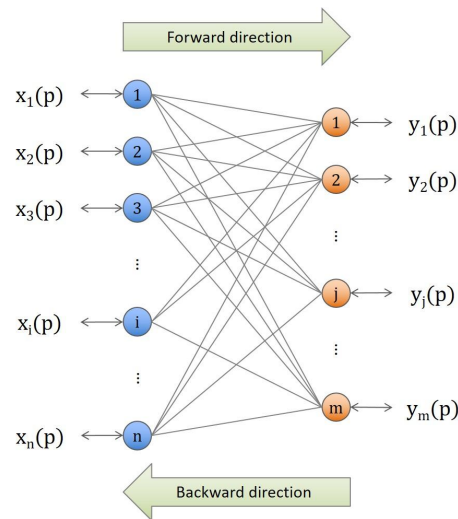 Forward direction
x₁(p) 1
1 y₁(p)
x₂(p) 2
2 y₂(p)
x₃(p) 3
⋮
⋮
j yⱼ(p)
xᵢ(p) i
⋮
⋮
m yₘ(p)
xₙ(p) n
Backward direction